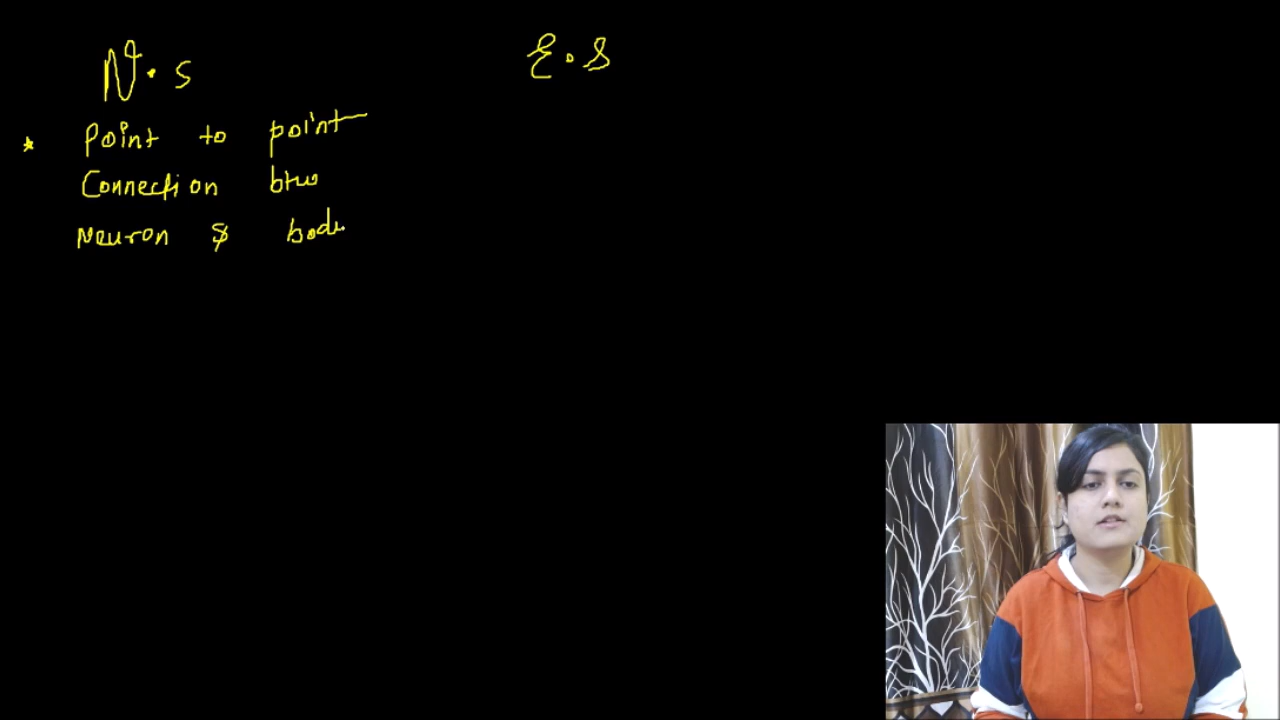 N.S
E.S
* Point to point
Connection btw
Neuron & body